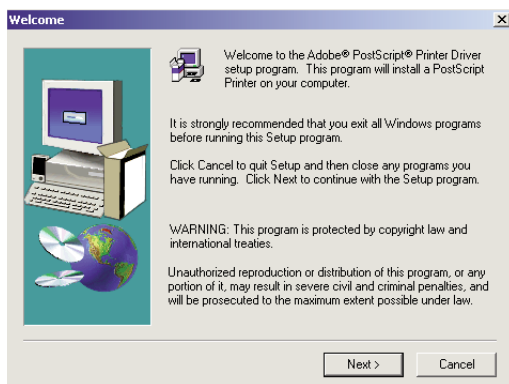 Welcome
Welcome to the Adobe® PostScript® Printer Driver
setup program. This program will install a PostScript
Printer on your computer.
It is strongly recommended that you exit all Windows programs
before running this Setup program.
Click Cancel to quit Setup and then close any programs you
have running. Click Next to continue with the Setup program.
WARNING: This program is protected by copyright law and
international treaties.
Unauthorized reproduction or distribution of this program, or any
portion of it, may result in severe civil and criminal penalties, and
will be prosecuted to the maximum extent possible under law.
Next >
Cancel